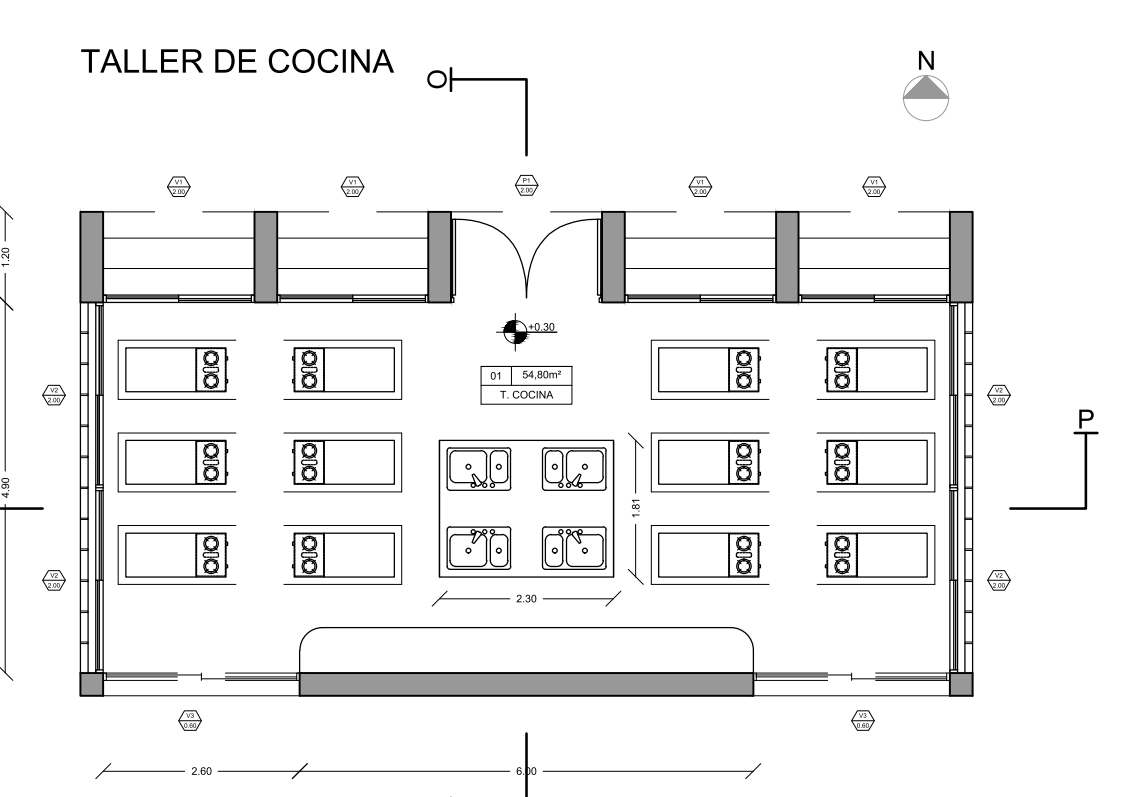 TALLER DE COCINA
O
N
V1
2.00
V1
2.00
P1
2.00
V1
2.00
V1
2.00
1.20
+0.30
01 54,80m²
T. COCINA
V2
2.00
V2
2.00
P
4.90
1.81
V2
2.00
V2
2.00
2.30
V3
0.60
V3
0.60
2.60
6.00